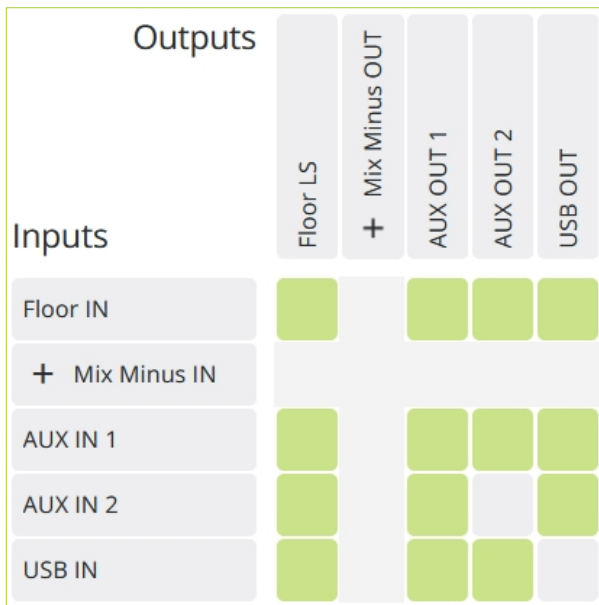 Outputs
Floor LS
+ Mix Minus OUT
AUX OUT 1
AUX OUT 2
USB OUT
Inputs
Floor IN
+ Mix Minus IN
AUX IN 1
AUX IN 2
USB IN